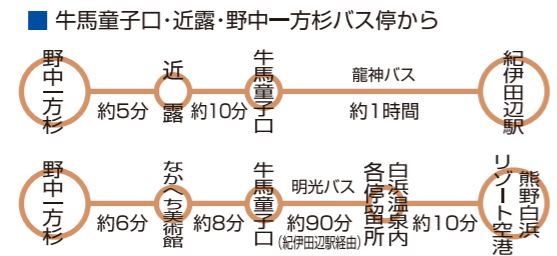 ■ 牛馬童子口・近露・野中一方杉バス停から
野中一方杉
約5分
近露
約10分
牛馬童子口
龍神バス
約1時間
紀伊田辺駅
野中一方杉
約6分
なかへち美術館
約8分
牛馬童子口
明光バス
約90分
(紀伊田辺駅経由)
白浜温泉内
各停留所
約10分
熊野白浜
リゾート空港